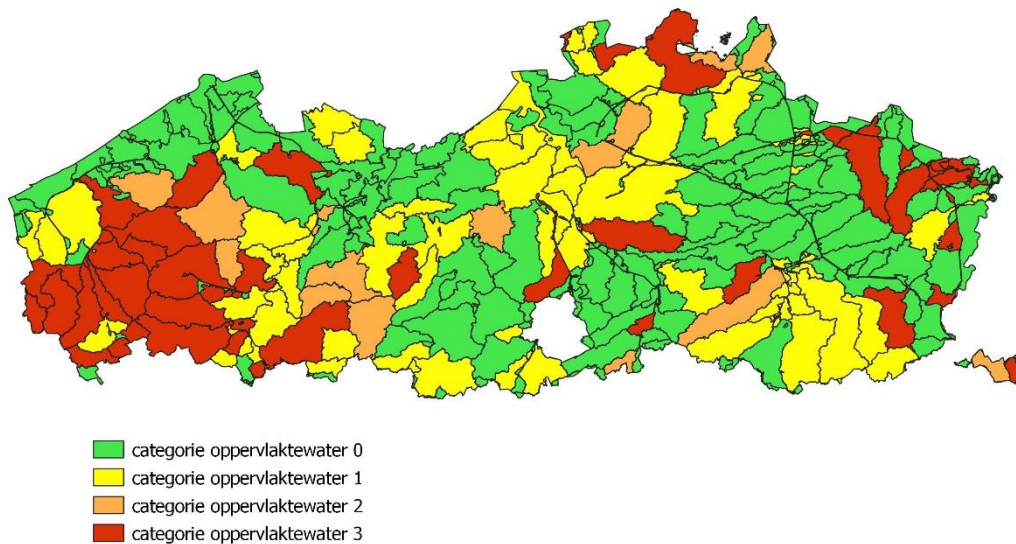 categorie oppervlaktewater 0
categorie oppervlaktewater 1
categorie oppervlaktewater 2
categorie oppervlaktewater 3